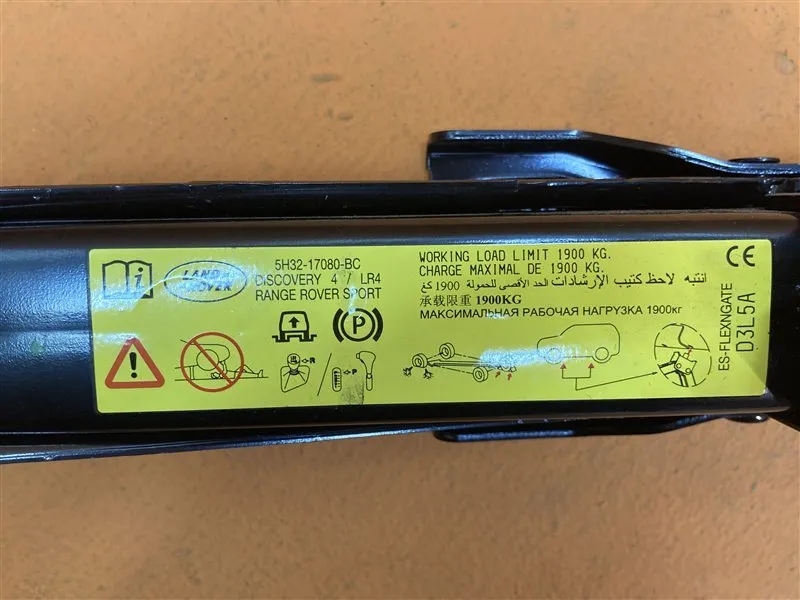 LAND ROVER
5H32-17080-BC
DISCOVERY 4 / LR4
RANGE ROVER SPORT
WORKING LOAD LIMIT 1900 KG.
CHARGE MAXIMAL DE 1900 KG.
انتبه لاحظ كتيب الإرشادات الحد الأقصى للحمولة 1900 كغ
承载限重 1900KG
МАКСИМАЛЬНАЯ РАБОЧАЯ НАГРУЗКА 1900кг
CE
ES-FLEXNGATE
D3L5A
P
R
P